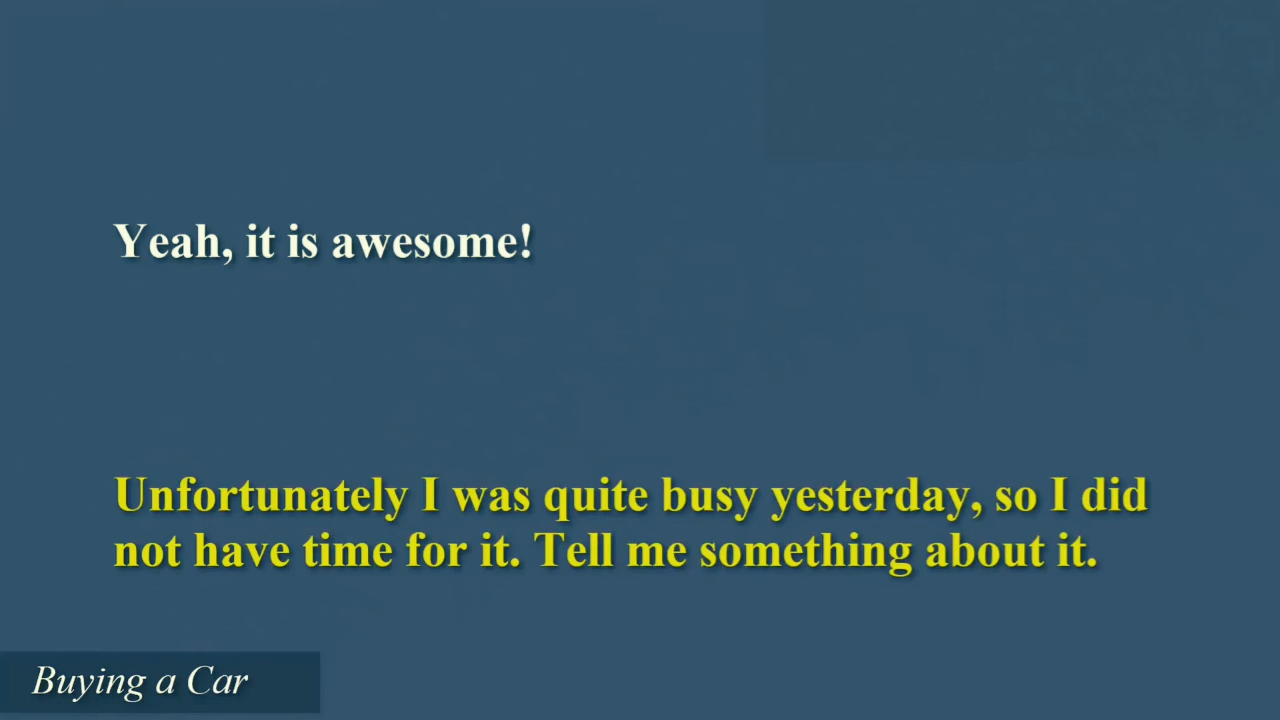 Yeah, it is awesome!
Unfortunately I was quite busy yesterday, so I did
not have time for it. Tell me something about it.
Buying a Car